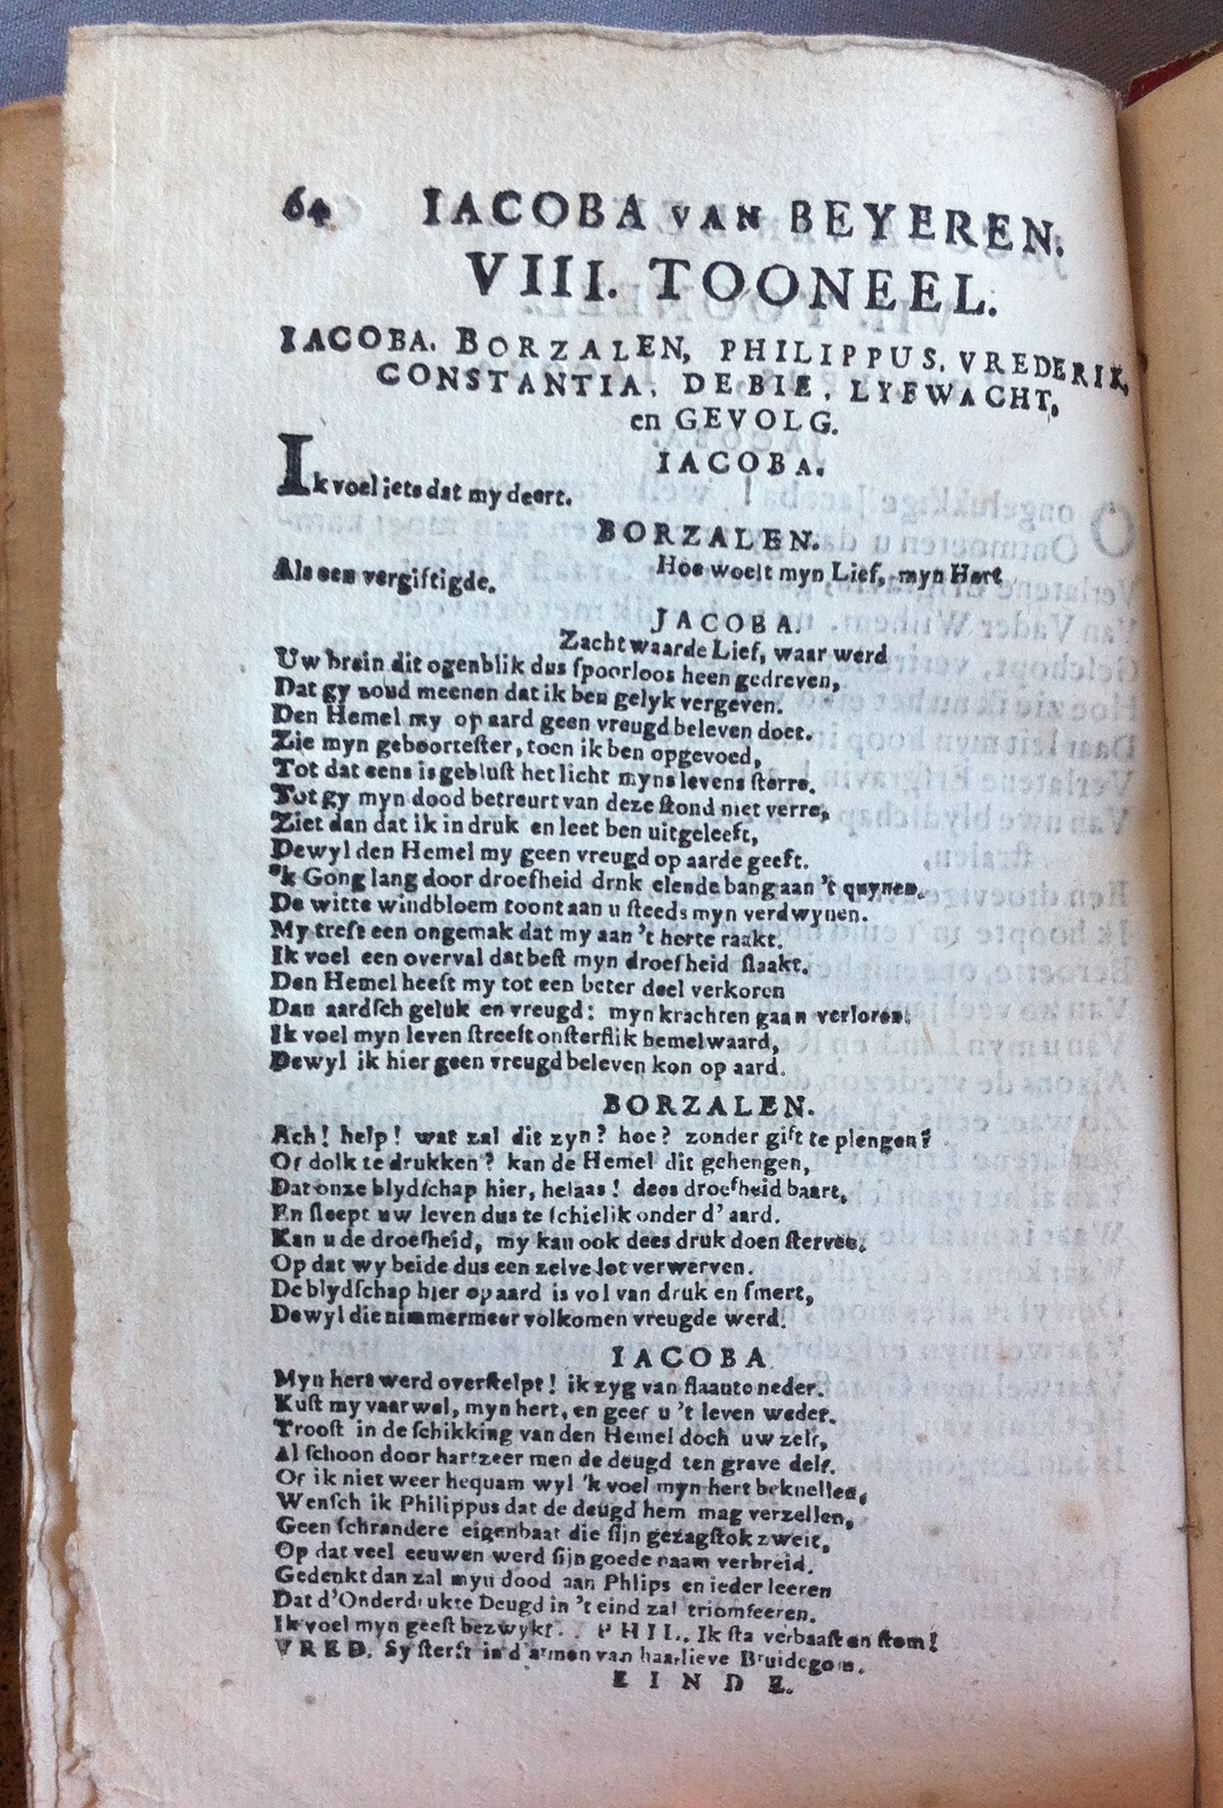 64 IACOBA VAN BEYEREN.
VIII. TOONEEL.
IACOBA. BORZALEN, PHILIPPUS, VREDERIK,
CONSTANTIA, DEBIE, LYFWACHT,
en GEVOLG.
IACOBA.
Ik voel iets dat my deert.
BORZALEN.
Hoe woelt myn Lief, myn Hert
Als een vergiftigde.
JACOBA.
Zacht waarde Lief, waar werd
Uw brein dit ogenblik dus spoorloos heen gedreven,
Dat gy zoud meenen dat ik ben gelyk vergeven.
Den Hemel my op aard geen vreugd beleven doet.
Zie myn geboortester, toen ik ben opgevoed,
Tot dat eens is geblust het licht myns levens sterre.
Tot gy myn dood betreurt van deze stond niet verre,
Ziet dan dat ik in druk en leet ben uitgeleeft,
Dewyl den Hemel my geen vreugd op aarde geeft.
'k Gong lang door droefheid drnk elende bang aan 't quynen.
De witte windbloem toont aan u steeds myn verdwynen.
My treft een ongemak dat my aan 't herte raakt.
Ik voel een overval dat best myn droefheid slaakt.
Den Hemel heeft my tot een beter deel verkoren
Dan aardsch geluk en vreugd: myn krachten gaan verloren.
Ik voel myn leven streeft onsterflik hemelwaard,
Dewyl ik hier geen vreugd beleven kon op aard.
BORZALEN.
Ach! help! wat zal dit zyn? hoe? zonder gift te plengen?
Of dolk te drukken? kan de Hemel dit gehengen,
Dat onze blydschap hier, helaas! dees droefheid baart,
En sleept uw leven dus te schielik onder d' aard.
Kan u de droefheid, my kan ook dees druk doen sterven.
Op dat wy beide dus een zelve lot verwerven.
De blydschap hier op aard is vol van druk en smert,
Dewyl die nimmermeer volkomen vreugde werd.
IACOBA
Myn hert werd overstelpt! ik zyg van flaaute neder.
Kust my vaar wel, myn hert, en geef u 't leven weder.
Troost in de schikking van den Hemel doch uw zelf,
Al schoon door hartzeer men de deugd ten grave delf.
Of ik niet weer bequam wyl 'k voel myn hert beknellen,
Wensch ik Philippus dat de deugd hem mag verzellen,
Geen schrandere eigenbaat die sijn gezagstok zweit,
Op dat veel eeuwen werd sijn goede naam verbreid.
Gedenkt dan zal myn dood aan Phlips en ieder leeren
Dat d'Onderdrukte Deugd in 't eind zal triomfeeren.
Ik voel myn geest bezwykt. PHIL. Ik sta verbaast en stom!
VRED. Sy sterft in d'armen van haar lieve Bruidegom.
EINDE.